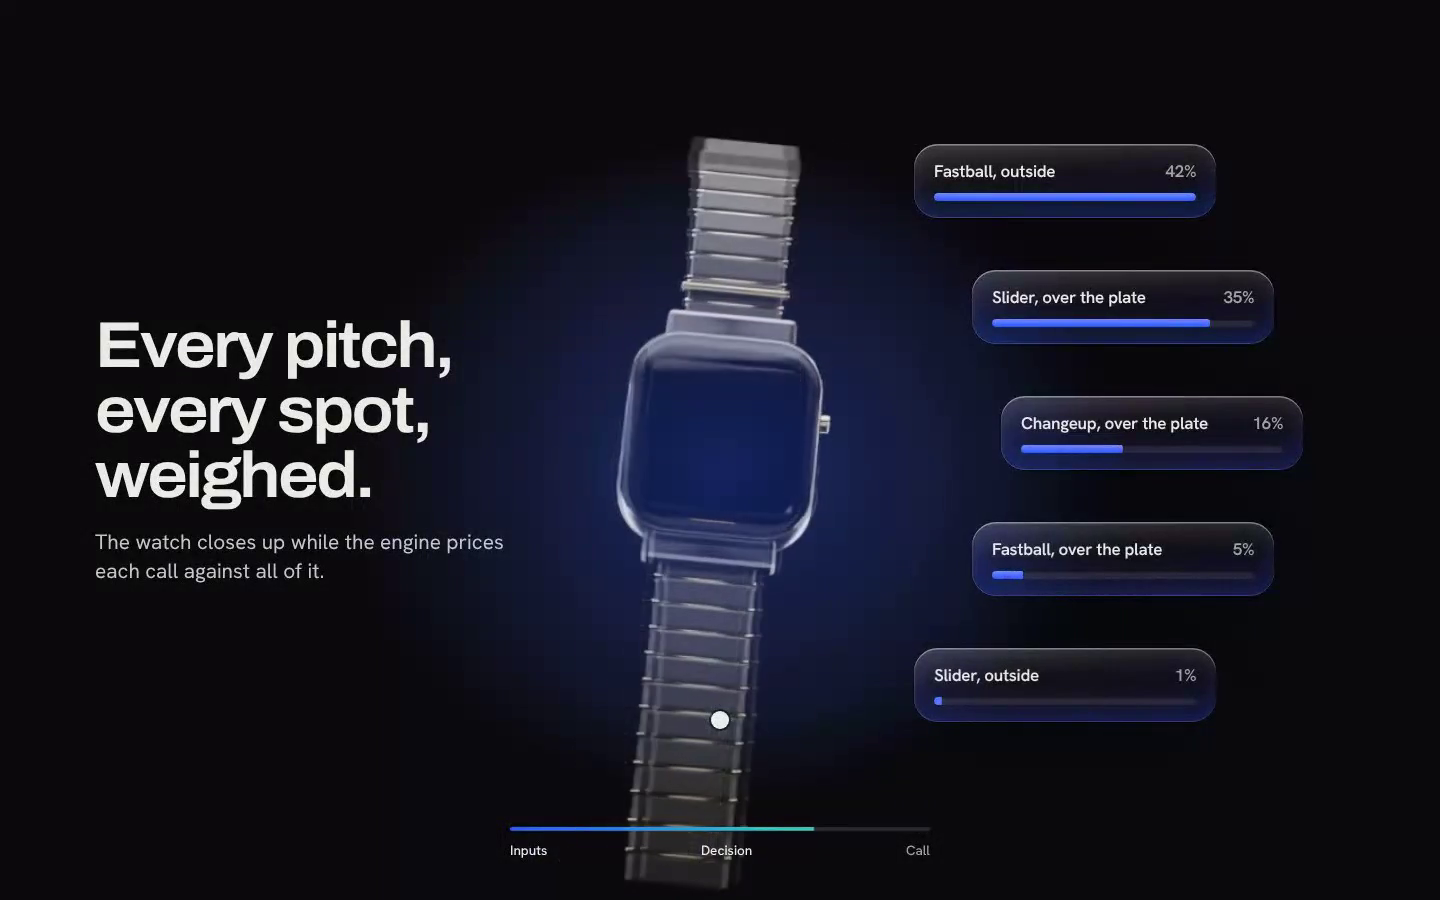 Every pitch,
every spot,
weighed.
The watch closes up while the engine prices
each call against all of it.
Fastball, outside 42%
Slider, over the plate 35%
Changeup, over the plate 16%
Fastball, over the plate 5%
Slider, outside 1%
Inputs Decision Call